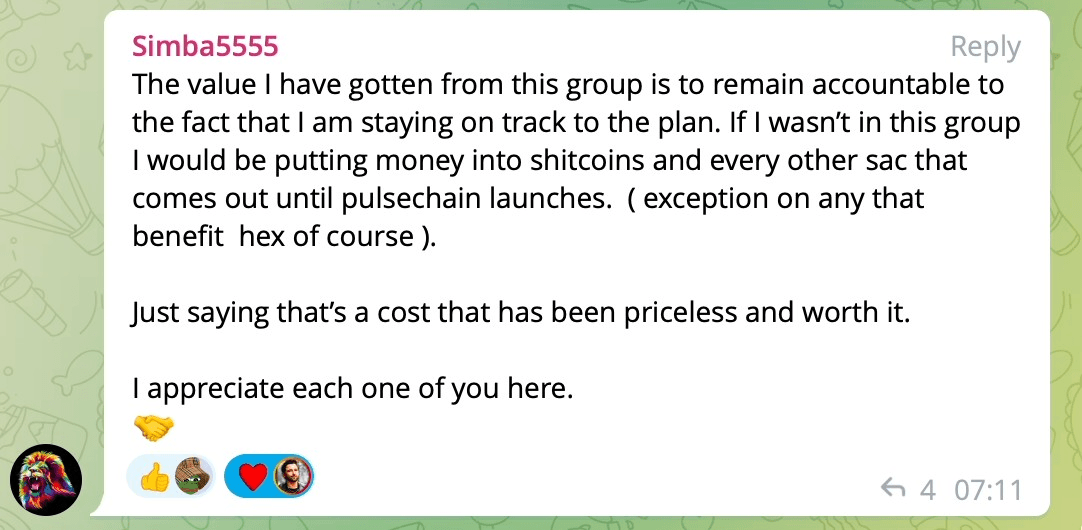 Simba5555
Reply
The value I have gotten from this group is to remain accountable to
the fact that I am staying on track to the plan. If I wasn’t in this group
I would be putting money into shitcoins and every other sac that
comes out until pulsechain launches.  ( exception on any that
benefit  hex of course ).
Just saying that’s a cost that has been priceless and worth it.
I appreciate each one of you here.
4 07:11